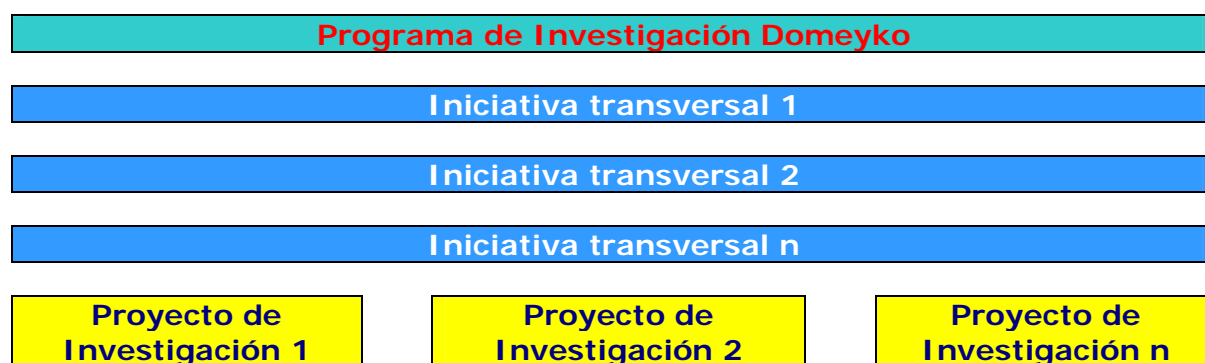 Programa de Investigación Domeyko
Iniciativa transversal 1
Iniciativa transversal 2
Iniciativa transversal n
Proyecto de
Investigación 1
Proyecto de
Investigación 2
Proyecto de
Investigación n